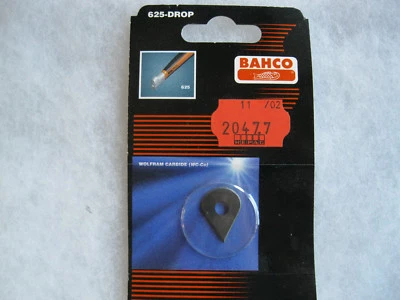 625-DROP
BAHCO
625
11 /02
20477
WOLFRAM CARBIDE (WC-Co)